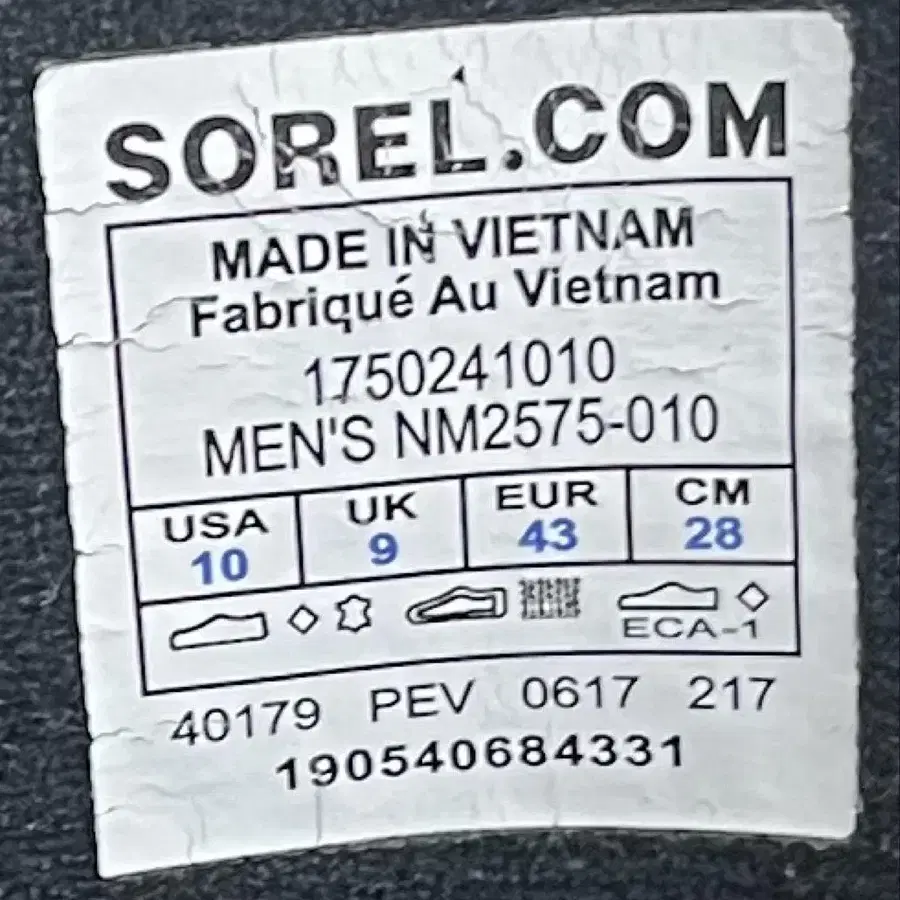 SOREL.COM
MADE IN VIETNAM
Fabriqué Au Vietnam
1750241010
MEN'S NM2575-010
USA UK EUR CM
10 9 43 28
ECA-1
40179 PEV 0617 217
190540684331